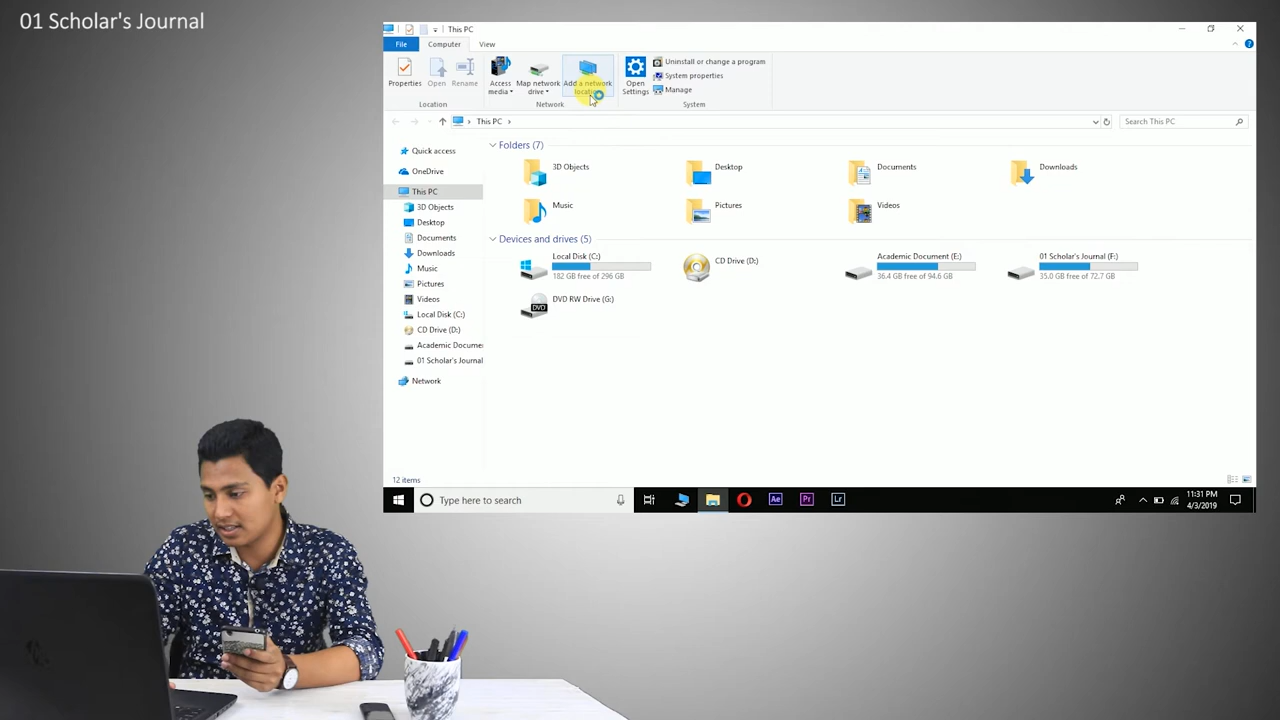 01 Scholar's Journal
This PC
File
Computer
View
Properties
Open
Rename
Access media
Map network drive
Add a network
Open Settings
Uninstall or change a program
System properties
Manage
Location
Network
System
This PC
Search This PC
Quick access
OneDrive
This PC
3D Objects
Desktop
Documents
Downloads
Music
Pictures
Videos
Local Disk (C:)
CD Drive (D:)
Academic Docume
01 Scholar's Journal
Network
Folders (7)
3D Objects
Desktop
Documents
Downloads
Music
Pictures
Videos
Devices and drives (5)
Local Disk (C:)
182 GB free of 296 GB
CD Drive (D:)
Academic Document (E:)
36.4 GB free of 94.6 GB
01 Scholar's Journal (F:)
35.0 GB free of 72.7 GB
DVD
DVD RW Drive (G:)
12 items
Type here to search
Ae
Pr
Lr
11:31 PM
4/3/2019